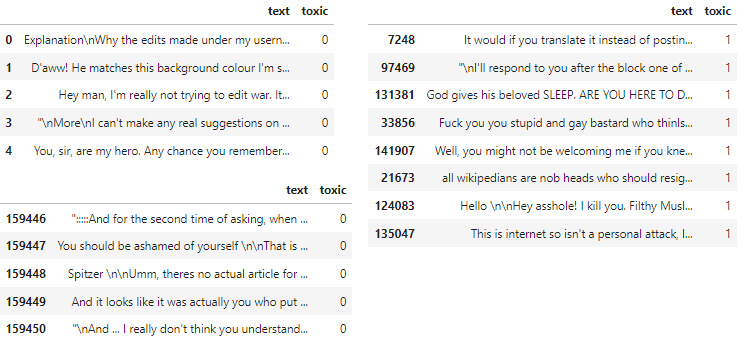 text toxic
0 Explanation\nWhy the edits made under my usern... 0
1 D'aww! He matches this background colour I'm s... 0
2 Hey man, I'm really not trying to edit war. It... 0
3 "\nMore\nI can't make any real suggestions on ... 0
4 You, sir, are my hero. Any chance you remember... 0
text toxic
159446 ":::::And for the second time of asking, when ... 0
159447 You should be ashamed of yourself \n\nThat is ... 0
159448 Spitzer \n\nUmm, theres no actual article for ... 0
159449 And it looks like it was actually you who put ... 0
159450 "\nAnd ... I really don't think you understand... 0
text toxic
7248 It would if you translate it instead of postin... 1
97469 "\nI'll respond to you after the block one of ... 1
131381 God gives his beloved SLEEP. ARE YOU HERE TO D... 1
33856 Fuck you you stupid and gay bastard who thinls... 1
141907 Well, you might not be welcoming me if you kne... 1
21673 all wikipedians are nob heads who should resig... 1
124083 Hello \n\nHey asshole! I kill you. Filthy Musl... 1
135047 This is internet so isn't a personal attack, I... 1